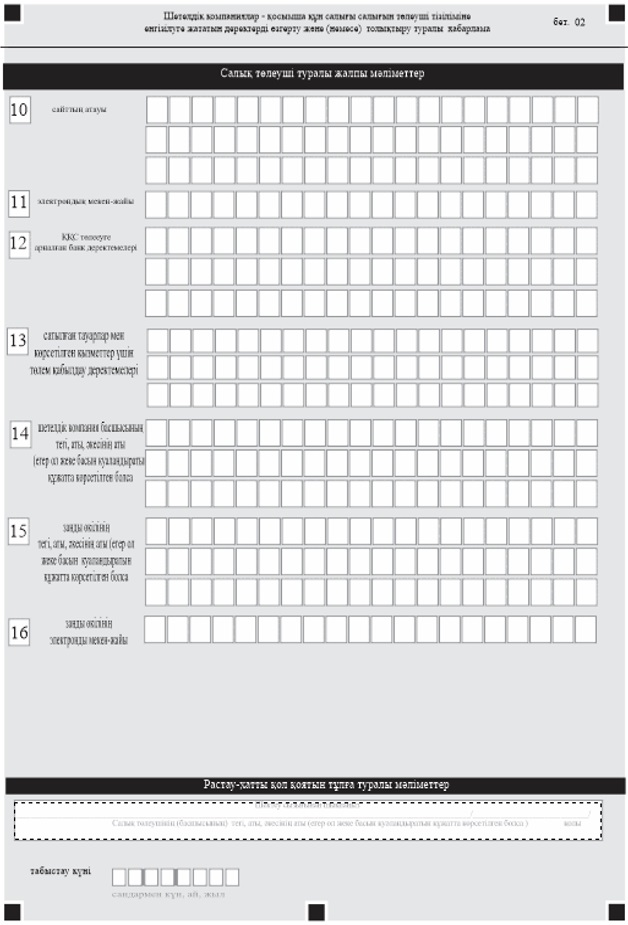 Шетелдік компаниялар - қосымша құн салығы салығын төлеуші тізіліміне
енгізілуге жататын деректерді өзгерту және (немесе) толықтыру туралы хабарлама
бет. 02
Салық төлеуші туралы жалпы мәліметтер
10 сайттың атауы
11 электрондық мекен-жайы
12 ҚҚС төлеуге
арналған банк деректемелері
13 сатылған тауарлар мен
көрсетілген қызметтер үшін
төлем қабылдау деректемелері
14 шетелдік компания басшысының
тегі, аты, әкесінің аты
(егер ол жеке басын куаландыратын
құжатта көрсетілген болса
15 заңды өкілінің
тегі, аты, әкесінің аты (егер ол
жеке басын куаландыратын
құжатта көрсетілген болса
16 заңды өкілінің
электронды мекен-жайы
Растау-хатты қол қоятын тұлға туралы мәліметтер
/ /
Салық төлеушінің (басшысының) тегі, аты, әкесінің аты (егер ол жеке басын куаландыратын құжатта көрсетілген болса ) қолы
табыстау күні
сандармен күн, ай, жыл